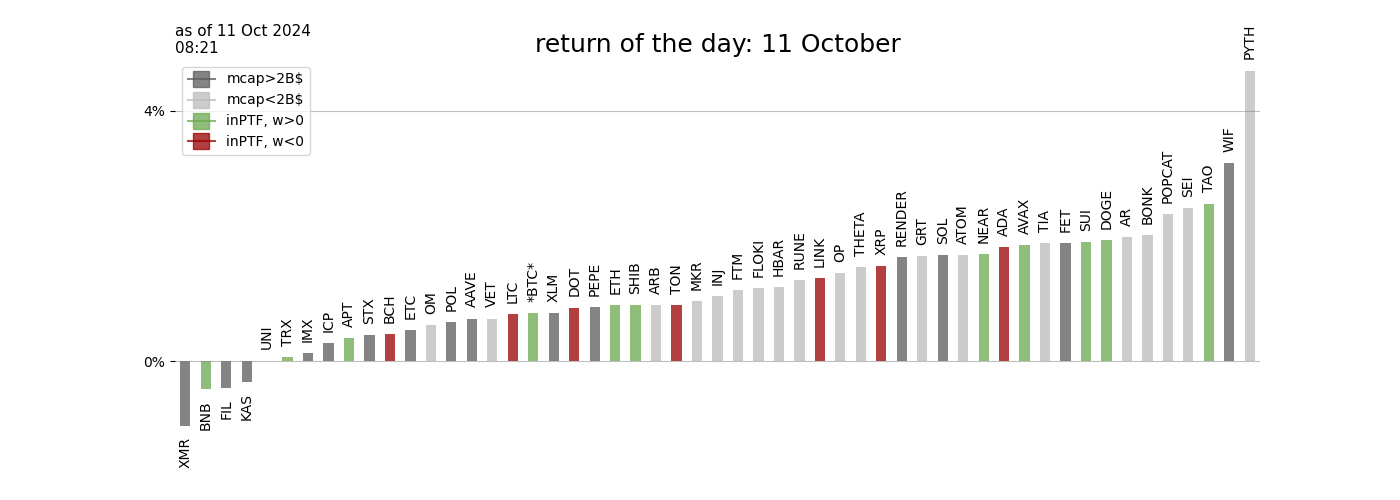 as of 11 Oct 2024
08:21
return of the day: 11 October
mcap>2B$
mcap<2B$
inPTF, w>0
inPTF, w<0
4%
0%
XMR
BNB
FIL
KAS
UNI
TRX
IMX
ICP
APT
STX
BCH
ETC
OM
POL
AAVE
VET
LTC
*BTC*
XLM
DOT
PEPE
ETH
SHIB
ARB
TON
MKR
INJ
FTM
FLOKI
HBAR
RUNE
LINK
OP
THETA
XRP
RENDER
GRT
SOL
ATOM
NEAR
ADA
AVAX
TIA
FET
SUI
DOGE
AR
BONK
POPCAT
SEI
TAO
WIF
PYTH